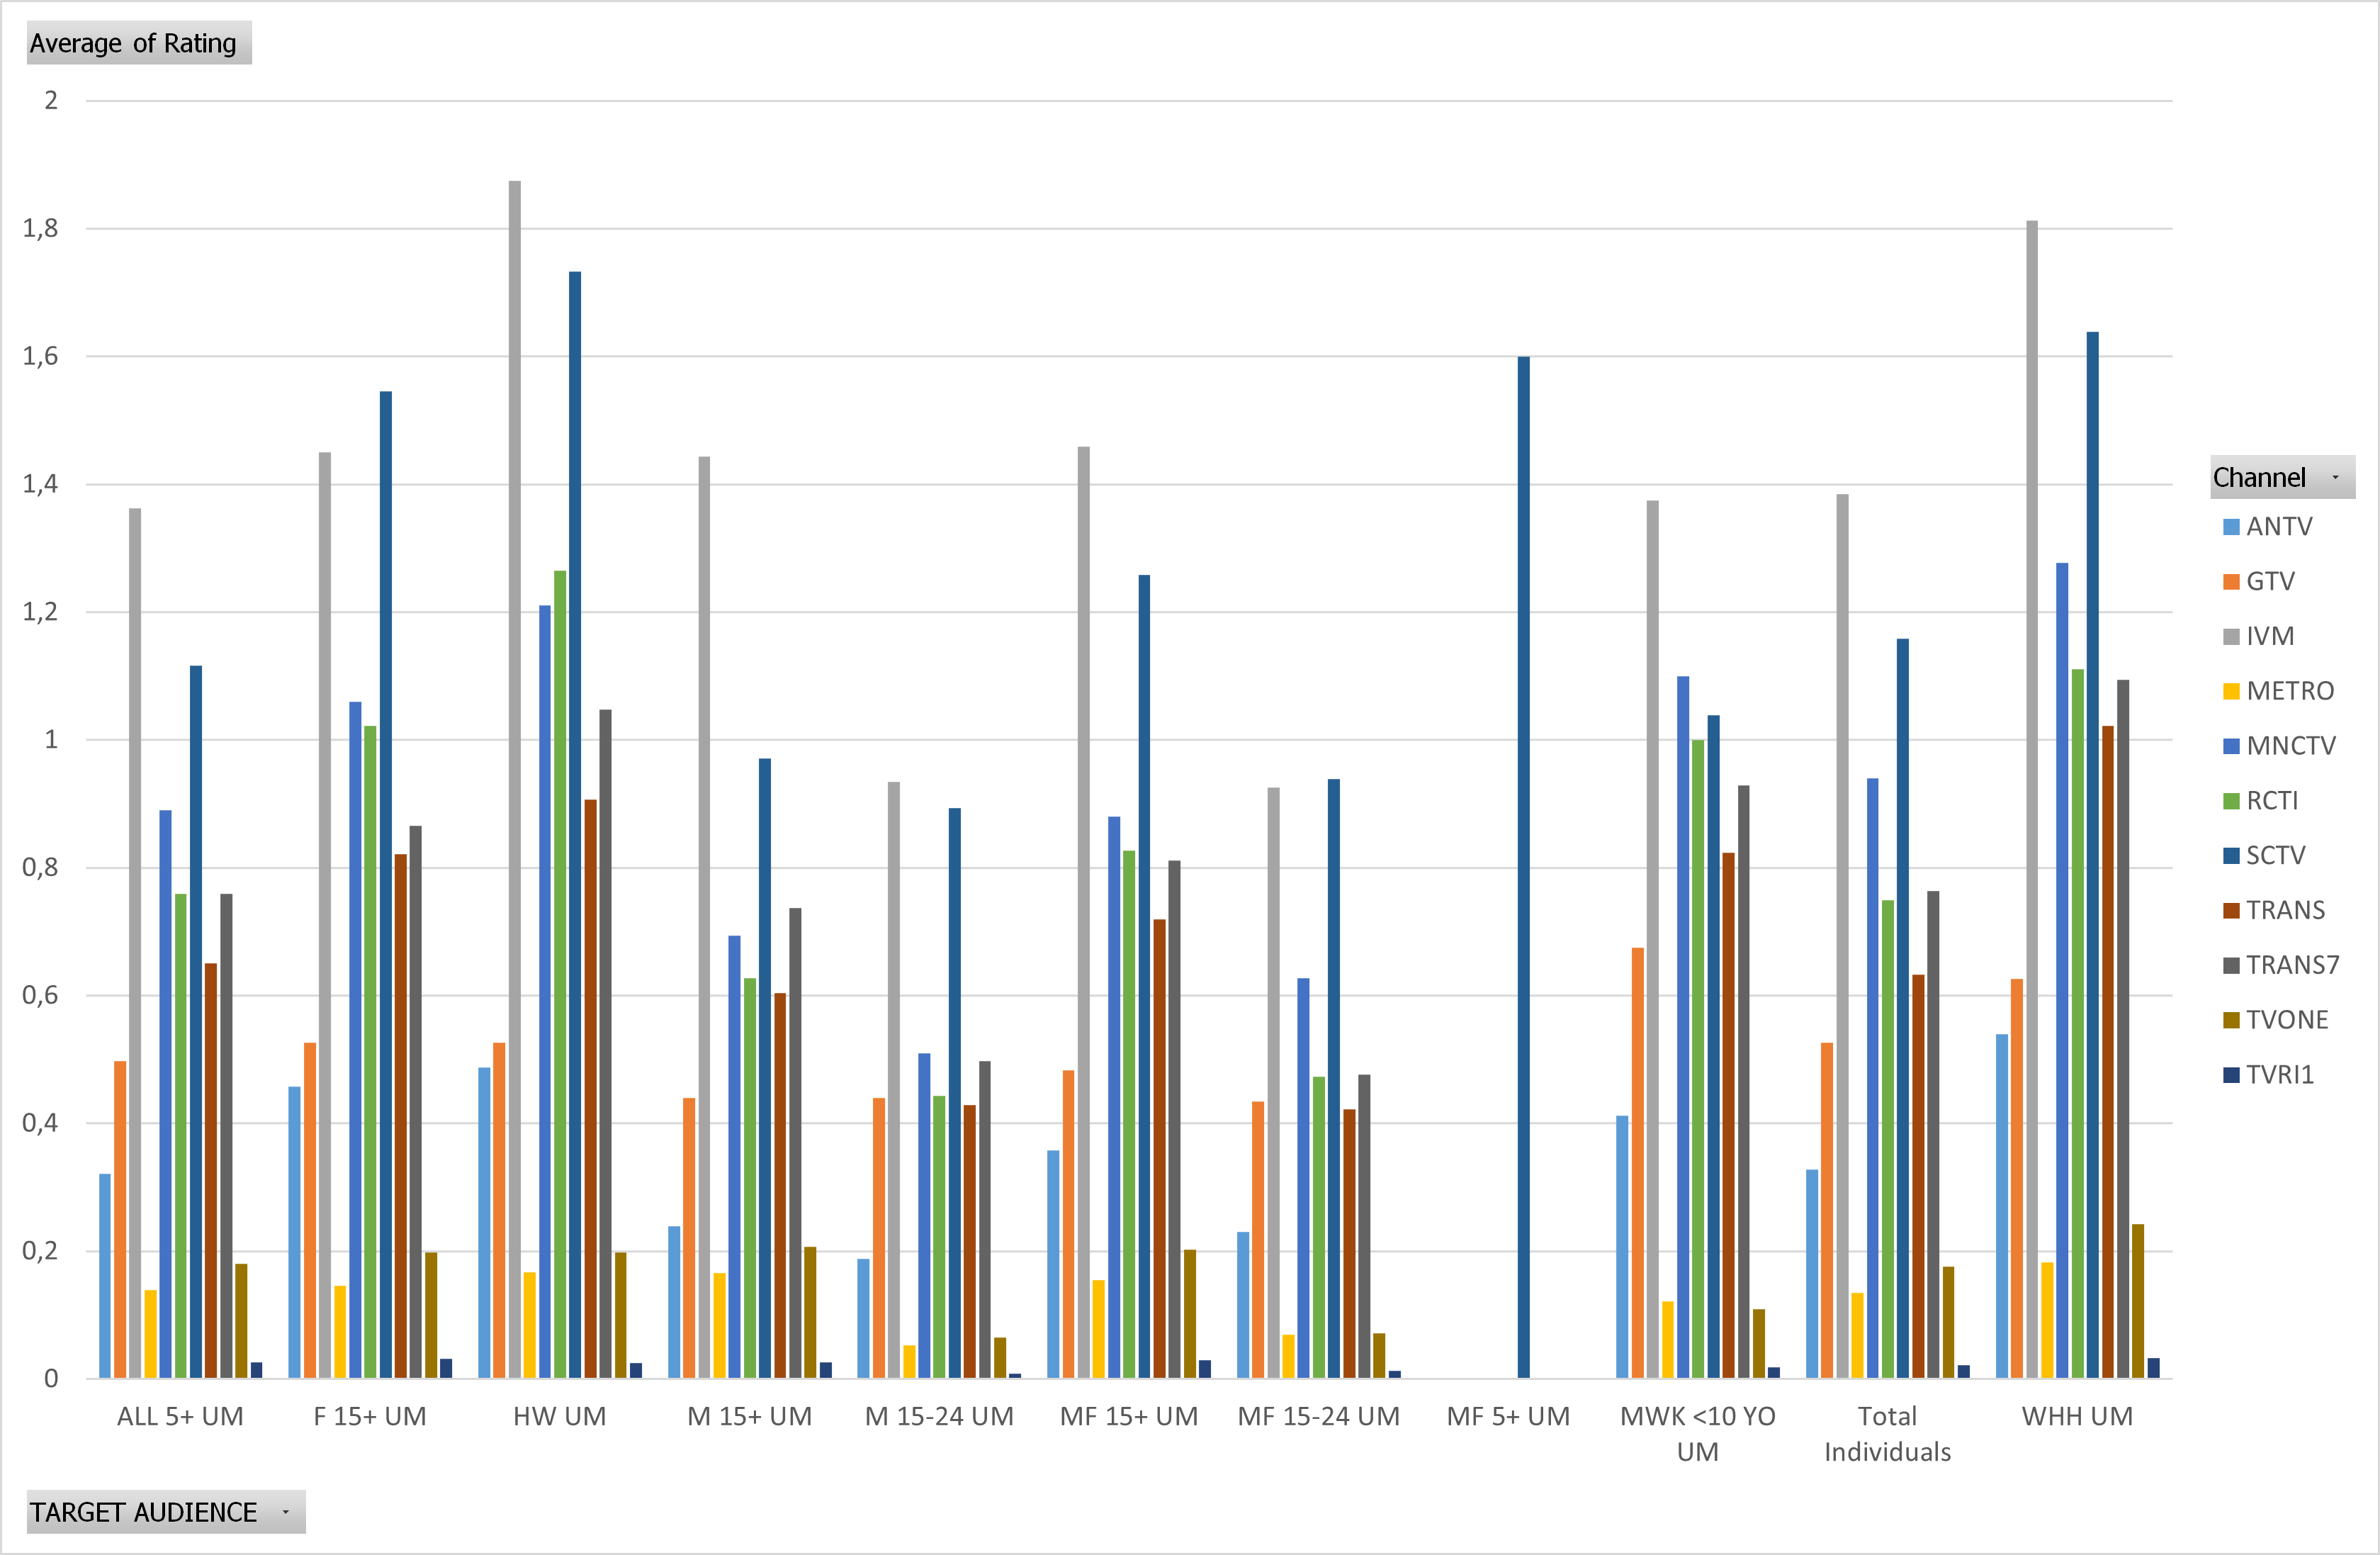 Average of Rating
2
1,8
1,6
1,4
1,2
1
0,8
0,6
0,4
0,2
0
ALL 5+ UM
F 15+ UM
HW UM
M 15+ UM
M 15-24 UM
MF 15+ UM
MF 15-24 UM
MF 5+ UM
MWK <10 YO
UM
Total
Individuals
WHH UM
Channel
ANTV
GTV
IVM
METRO
MNCTV
RCTI
SCTV
TRANS
TRANS7
TVONE
TVRI1
TARGET AUDIENCE